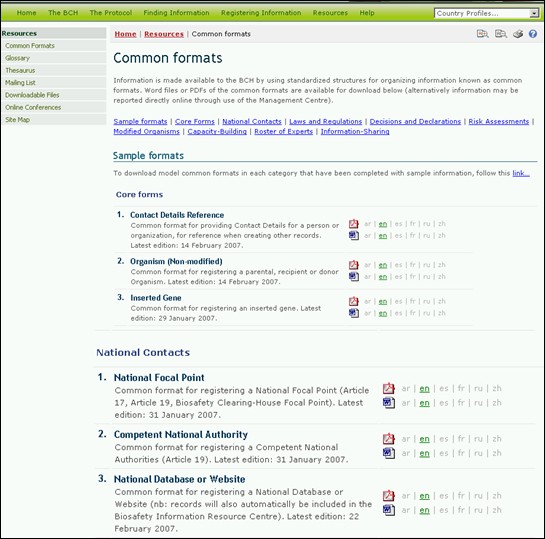 Home | The BCH | The Protocol | Finding Information | Registering Information | Resources | Help
Country Profiles...
Resources
Common Formats
Glossary
Thesaurus
Mailing List
Downloadable Files
Online Conferences
Site Map
Home | Resources | Common formats
Common formats
Information is made available to the BCH by using standardized structures for organizing information known as common
formats. Word files or PDFs of the common formats are available for download below (alternatively information may be
reported directly online through use of the Management Centre).
Sample formats | Core Forms | National Contacts | Laws and Regulations | Decisions and Declarations | Risk Assessments |
Modified Organisms | Capacity-Building | Roster of Experts | Information-Sharing
Sample formats
To download model common formats in each category that have been completed with sample information, follow this link...
Core forms
1. Contact Details Reference
Common format for providing Contact Details for a person or
organization, for reference when creating other records.
Latest edition: 14 February 2007.
ar | en | es | fr | ru | zh
ar | en | es | fr | ru | zh
2. Organism (Non-modified)
Common format for registering a parental, recipient or donor
Organism. Latest edition: 14 February 2007.
ar | en | es | fr | ru | zh
ar | en | es | fr | ru | zh
3. Inserted Gene
Common format for registering an inserted gene. Latest
edition: 29 January 2007.
ar | en | es | fr | ru | zh
ar | en | es | fr | ru | zh
National Contacts
1. National Focal Point
Common format for registering a National Focal Point (Article
17, Article 19, Biosafety Clearing-House Focal Point). Latest
edition: 31 January 2007.
ar | en | es | fr | ru | zh
ar | en | es | fr | ru | zh
2. Competent National Authority
Common format for registering a Competent National
Authorities (Article 19). Latest edition: 31 January 2007.
ar | en | es | fr | ru | zh
ar | en | es | fr | ru | zh
3. National Database or Website
Common format for registering a National Database or
Website (nb: records will also automatically be included in the
Biosafety Information Resource Centre). Latest edition: 22
February 2007.
ar | en | es | fr | ru | zh
ar | en | es | fr | ru | zh